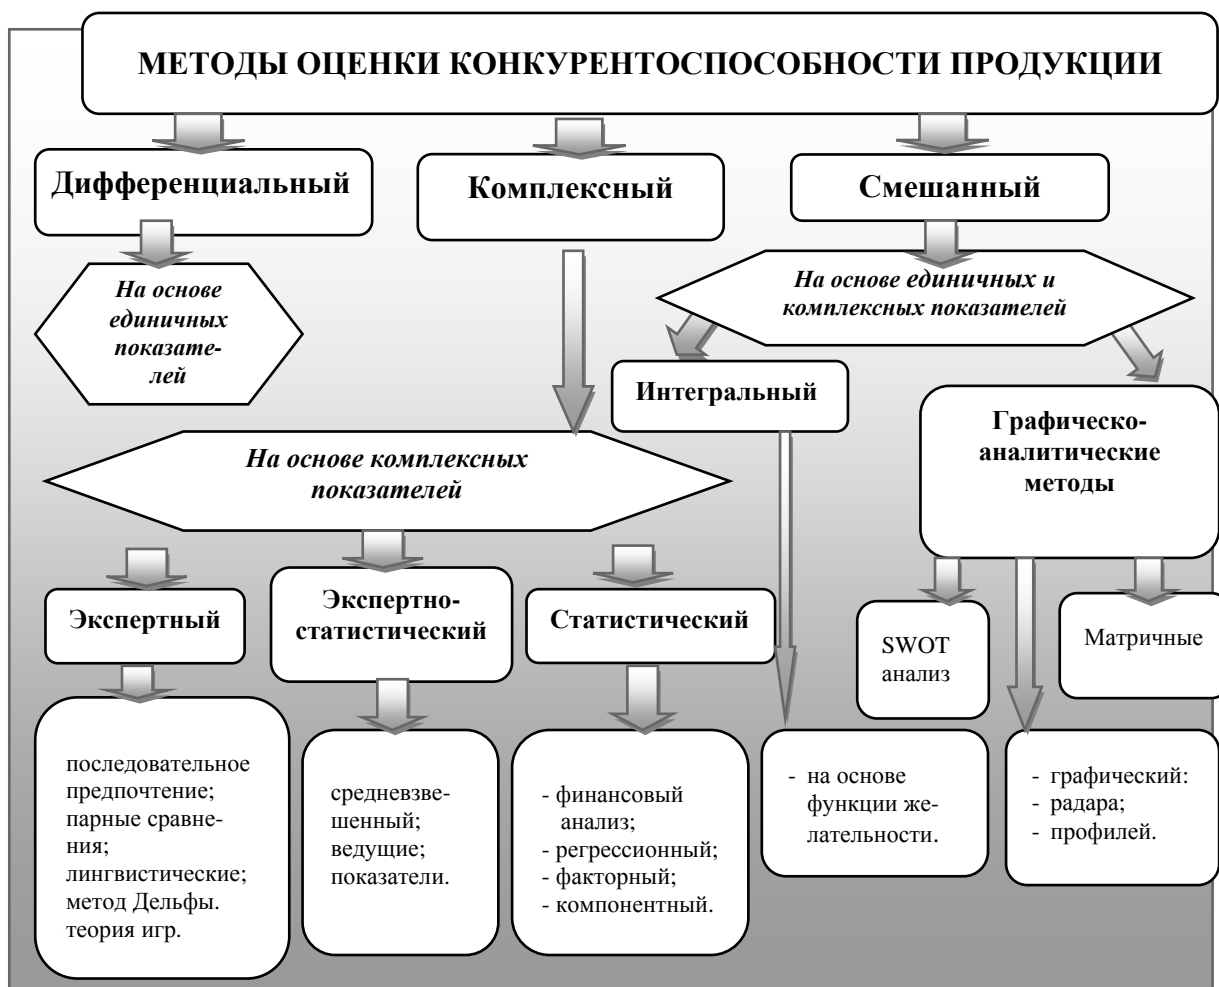 МЕТОДЫ ОЦЕНКИ КОНКУРЕНТОСПОСОБНОСТИ ПРОДУКЦИИ
Дифференциальный
Комплексный
Смешанный
На основе
единичных
показате-
лей
На основе единичных и
комплексных показателей
Интегральный
Графическо-
аналитические
методы
На основе комплексных
показателей
Экспертный
Экспертно-
статистический
Статистический
SWOT
анализ
Матричные
последовательное
предпочтение;
парные сравне-
ния;
лингвистические;
метод Дельфы.
теория игр.
средневзве-
шенный;
ведущие;
показатели.
- финансовый
анализ;
- регрессионный;
- факторный;
- компонентный.
- на основе
функции же-
лательности.
- графический:
- радара;
- профилей.